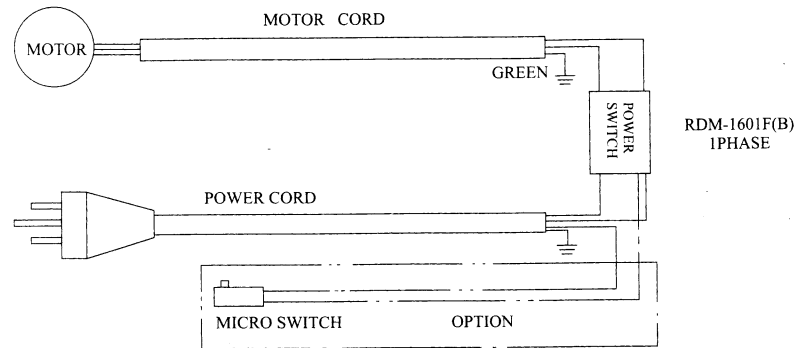 MOTOR CORD
MOTOR
GREEN
POWER
SWITCH
RDM-1601F(B)
1PHASE
POWER CORD
MICRO SWITCH
OPTION